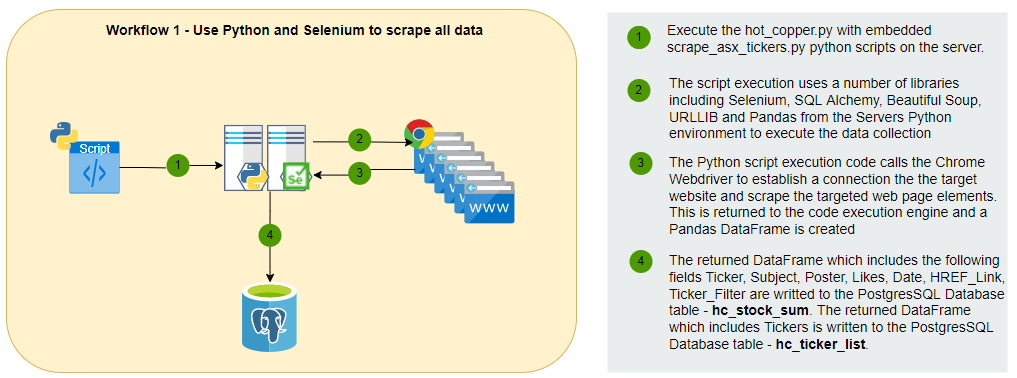 Workflow 1 - Use Python and Selenium to scrape all data
Script
1
2
3
4
Se
W
WWW
1
Execute the hot_copper.py with embedded
scrape_asx_tickers.py python scripts on the server.
2
The script execution uses a number of libraries
including Selenium, SQL Alchemy, Beautiful Soup,
URLLIB and Pandas from the Servers Python
environment to execute the data collection
3
The Python script execution code calls the Chrome
Webdriver to establish a connection the the target
website and scrape the targeted web page elements.
This is returned to the code execution engine and a
Pandas DataFrame is created
4
The returned DataFrame which includes the following
fields Ticker, Subject, Poster, Likes, Date, HREF_Link,
Ticker_Filter are writted to the PostgresSQL Database
table - hc_stock_sum. The returned DataFrame
which includes Tickers is written to the PostgresSQL
Database table - hc_ticker_list.